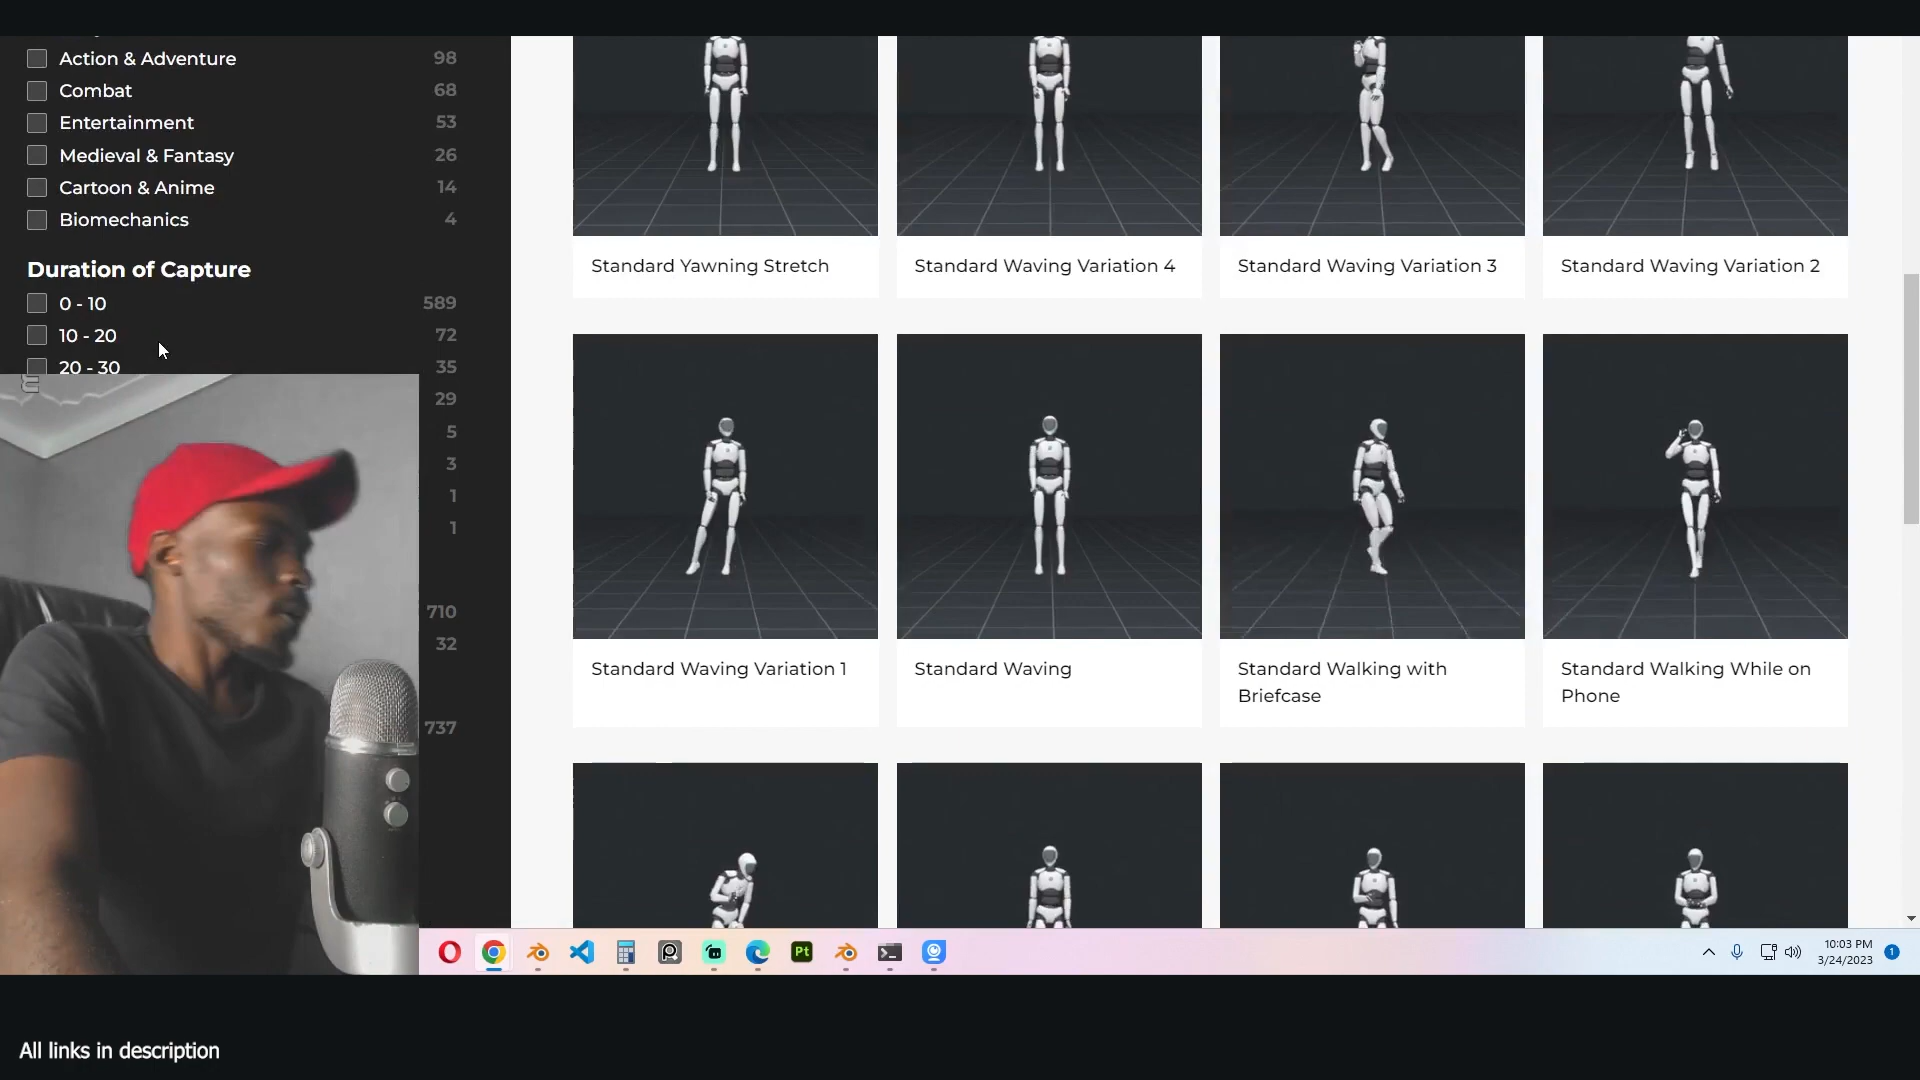 Action & Adventure 98
Combat 68
Entertainment 53
Medieval & Fantasy 26
Cartoon & Anime 14
Biomechanics 4
Duration of Capture
0 - 10 589
10 - 20 72
20 - 30 35
29
5
3
1
1
710
32
737
Standard Yawning Stretch
Standard Waving Variation 4
Standard Waving Variation 3
Standard Waving Variation 2
Standard Waving Variation 1
Standard Waving
Standard Walking with
Briefcase
Standard Walking While on
Phone
Pt
10:03 PM
3/24/2023
1
All links in description